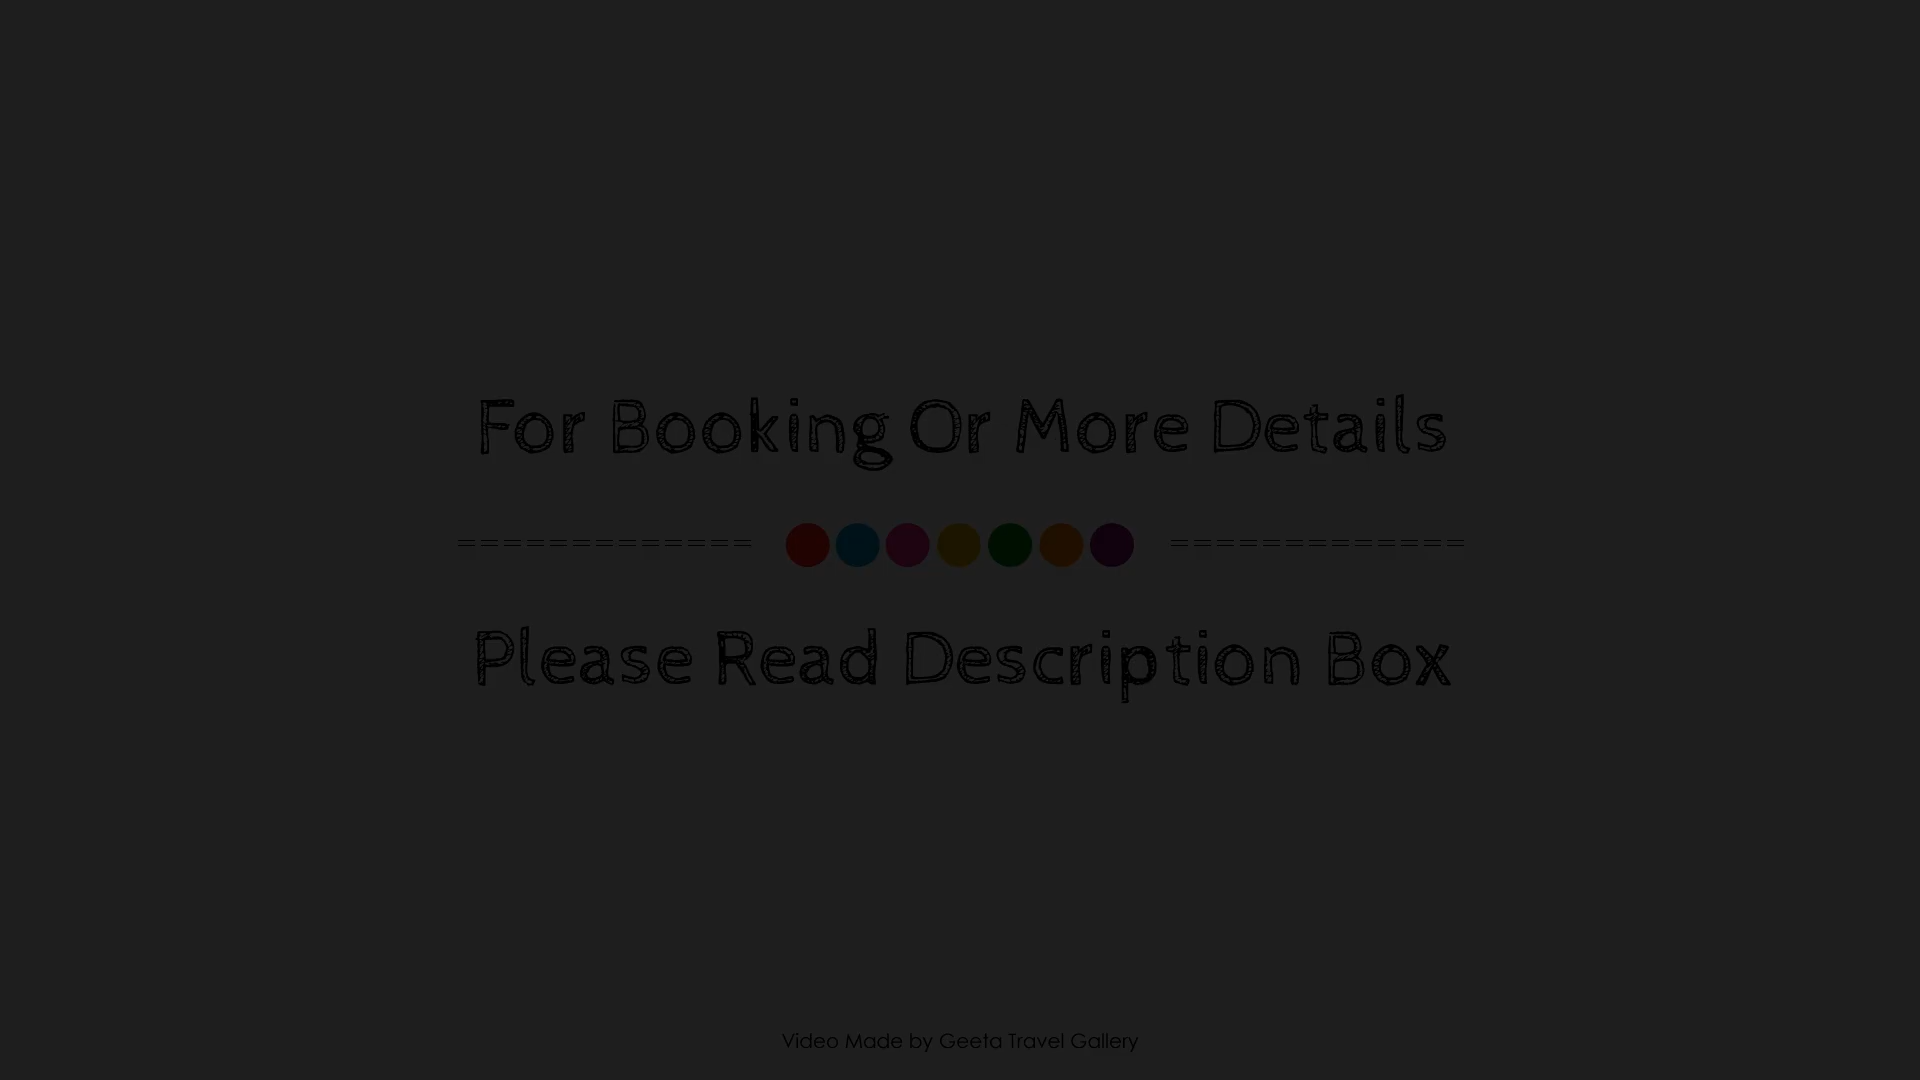 For Booking Or More Details
============= =============
Please Read Description Box
Video Made by Geeta Travel Gallery